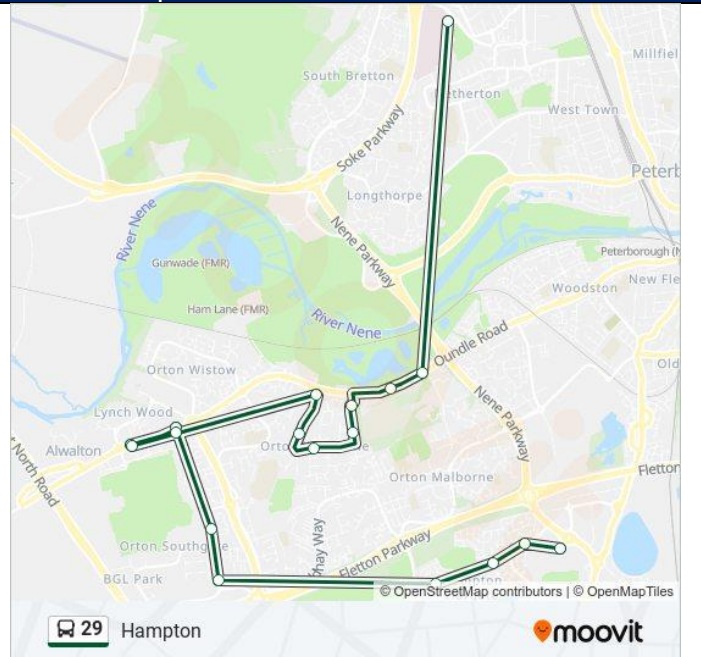 South Bretton
Netherton
Millfiel
West Town
Soke Parkway
Peterb
Longthorpe
River Nene
Nene Parkway
Gunwade (FMR)
Peterborough (N
Woodston
New Fle
Ham Lane (FMR)
River Nene
Oundle Road
Orton Wistow
Old
Lynch Wood
Nene Parkway
Alwalton
North Road
Orton Malborne
Fletton
Orton Southgate
Fletton Parkway
BGL Park
© OpenStreetMap contributors | © OpenMapTiles
29 Hampton
moovit